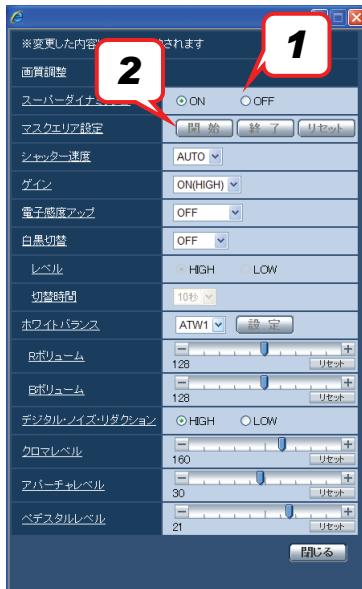 ※変更した内容 されます
画質調整
1
2
スーパーダイナミ
ON OFF
マスクエリア設定 開始 終了 リセット
シャッター速度 AUTO
ゲイン ON(HIGH)
電子感度アップ OFF
白黒切替 OFF
レベル HIGH LOW
切替時間 10秒
ホワイトバランス ATW1 設定
Rボリューム 128 リセット
Bボリューム 128 リセット
デジタル・ノイズ・リダクション HIGH LOW
クロマレベル 160 リセット
アパーチャレベル 30 リセット
ペデスタルレベル 21 リセット
閉じる